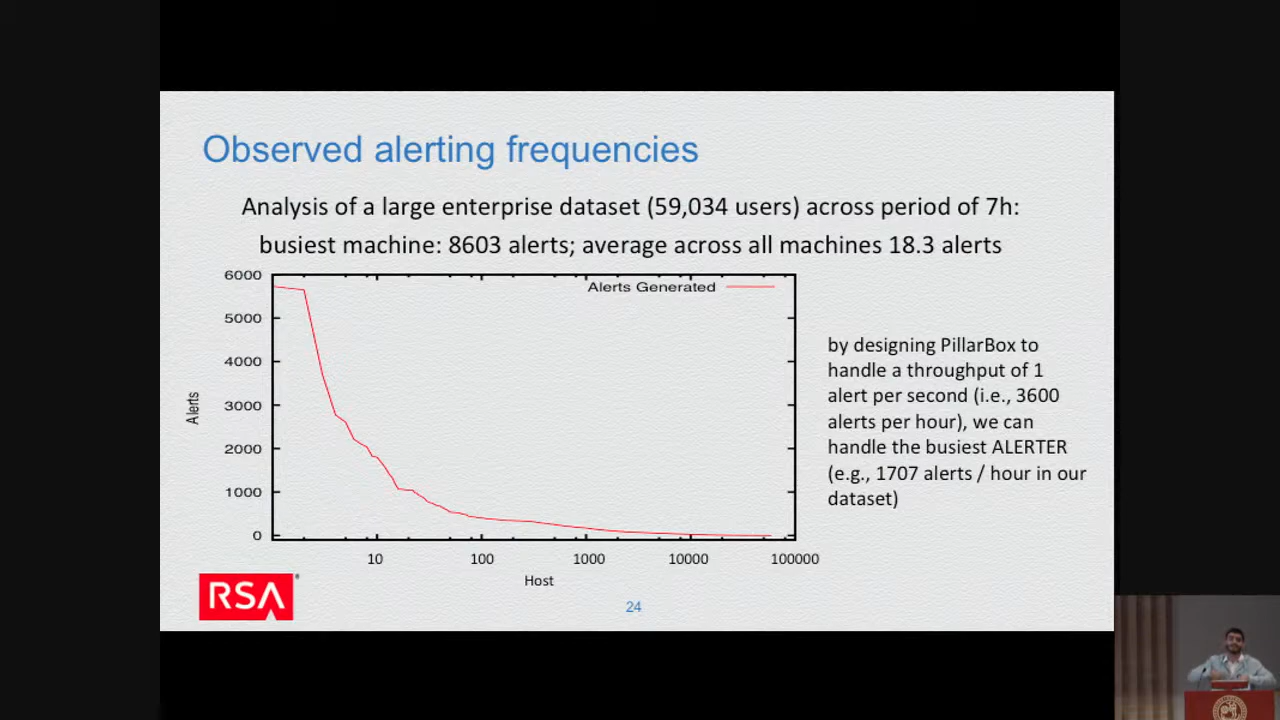 Observed alerting frequencies
Analysis of a large enterprise dataset (59,034 users) across period of 7h:
busiest machine: 8603 alerts; average across all machines 18.3 alerts
6000
5000
4000
3000
2000
1000
0
Alerts
Alerts Generated
10 100 1000 10000 100000
Host
by designing PillarBox to
handle a throughput of 1
alert per second (i.e., 3600
alerts per hour), we can
handle the busiest ALERTER
(e.g., 1707 alerts / hour in our
dataset)
RSA®
24